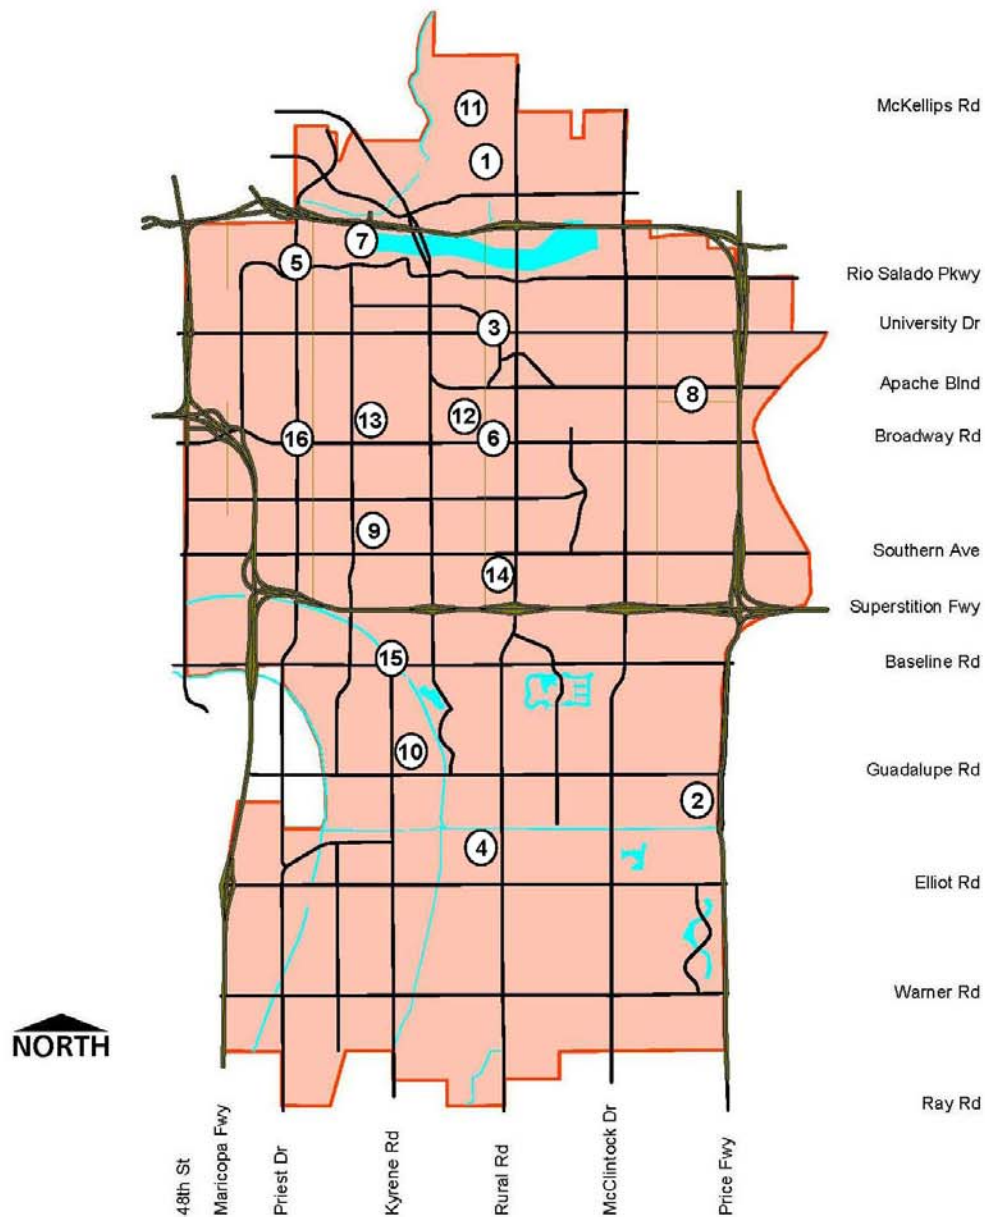 11
McKellips Rd
1
7
5
Rio Salado Pkwy
3
University Dr
8
Apache Blnd
13
12
16
6
Broadway Rd
9
Southern Ave
14
Superstition Fwy
15
Baseline Rd
10
Guadalupe Rd
2
4
Elliot Rd
Warner Rd
NORTH
Ray Rd
48th St
Maricopa Fwy
Priest Dr
Kyrene Rd
Rural Rd
McClintock Dr
Price Fwy